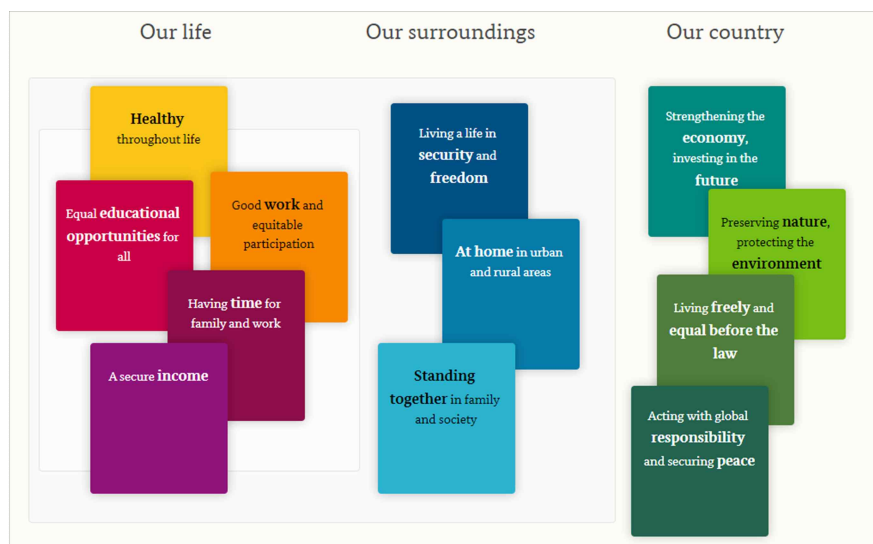 Our life
Our surroundings
Our country
Healthy
throughout life
Equal educational
opportunities for
all
Good work and
equitable
participation
Having time for
family and work
A secure income
Living a life in
security and
freedom
At home in urban
and rural areas
Standing
together in family
and society
Strengthening the
economy,
investing in the
future
Preserving nature,
protecting the
environment
Living freely and
equal before the
law
Acting with global
responsibility
and securing peace